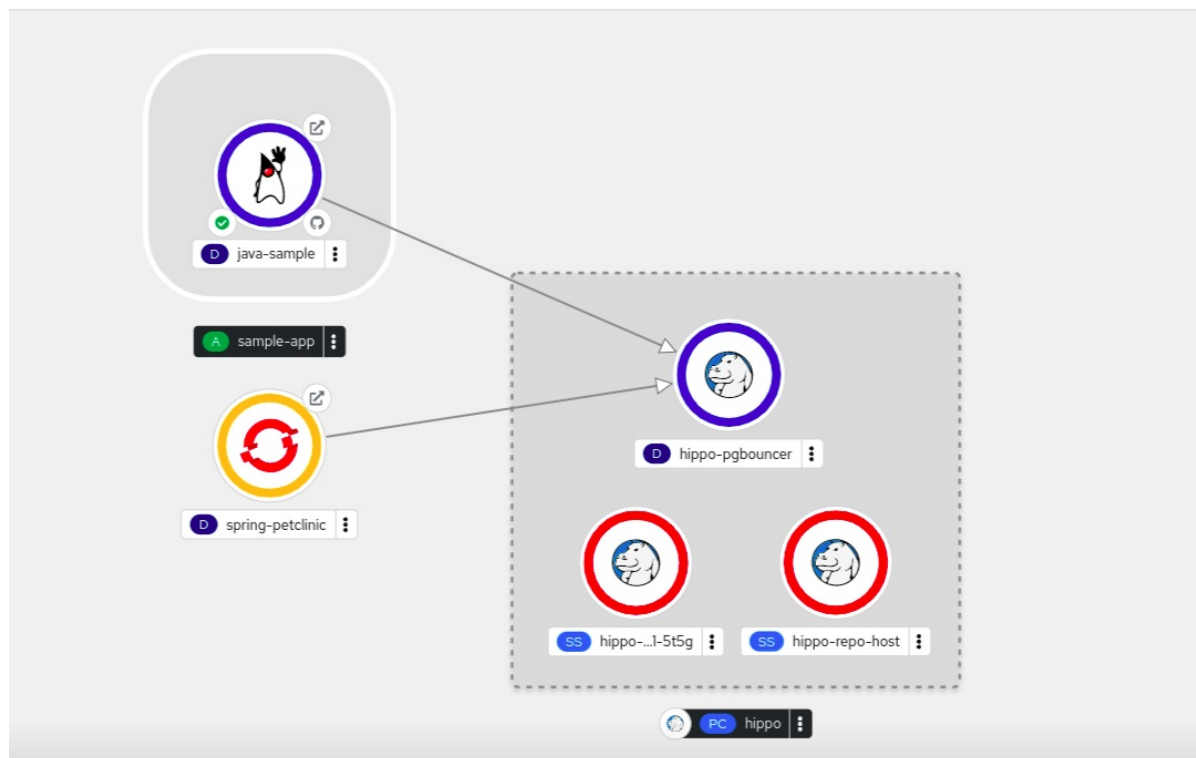 D java-sample
A sample-app
D spring-petclinic
D hippo-pgbouncer
SS hippo-...l-5t5g
SS hippo-repo-host
PC hippo